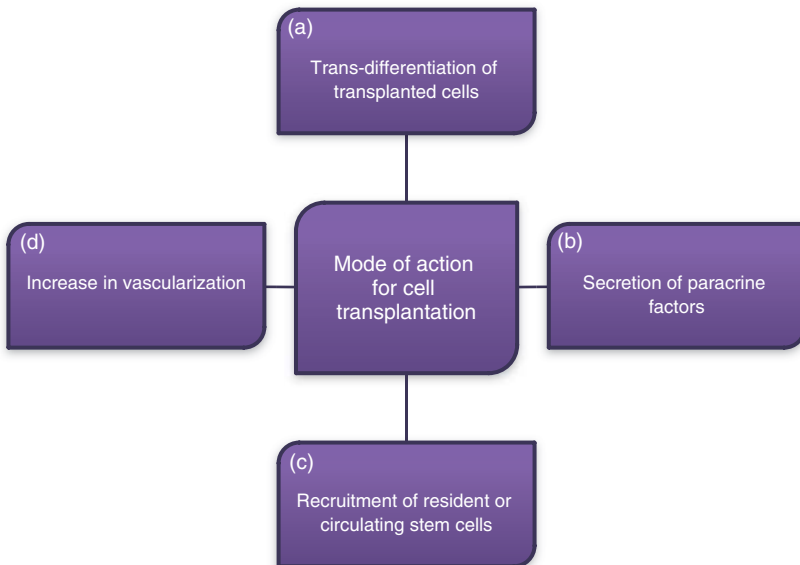 (a)
Trans-differentiation of
transplanted cells
(d)
Increase in vascularization
Mode of action
for cell
transplantation
(b)
Secretion of paracrine
factors
(c)
Recruitment of resident or
circulating stem cells